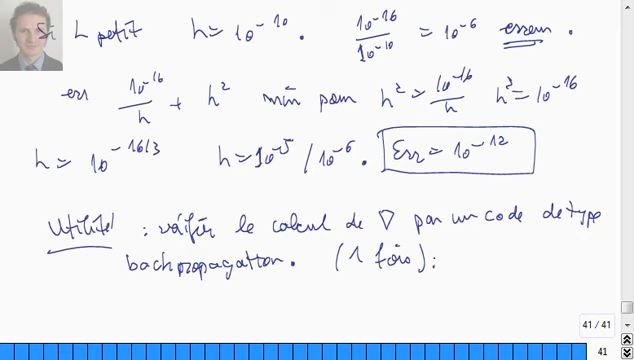 Si h petit h = 10^-10 . 10^-16 / 10^-10 = 10^-6 erreur .
err 10^-16 / h + h^2 min pour h^2 = 10^-16 / h h^3 = 10^-16
h = 10^-16/3 h = 10^-5 / 10^-6 . Err = 10^-12
Utilité : vérifier le calcul de ∇ par un code de type
backpropagation. (1 fois) :
41 / 41
41